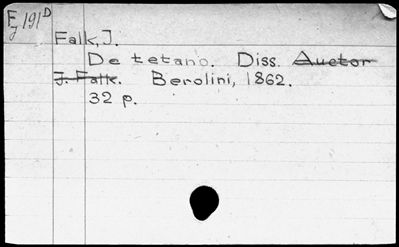 F 191 D
J
Falk, J.
De tetano. Diss. Auctor
J. Falk. Berolini, 1862.
32 p.